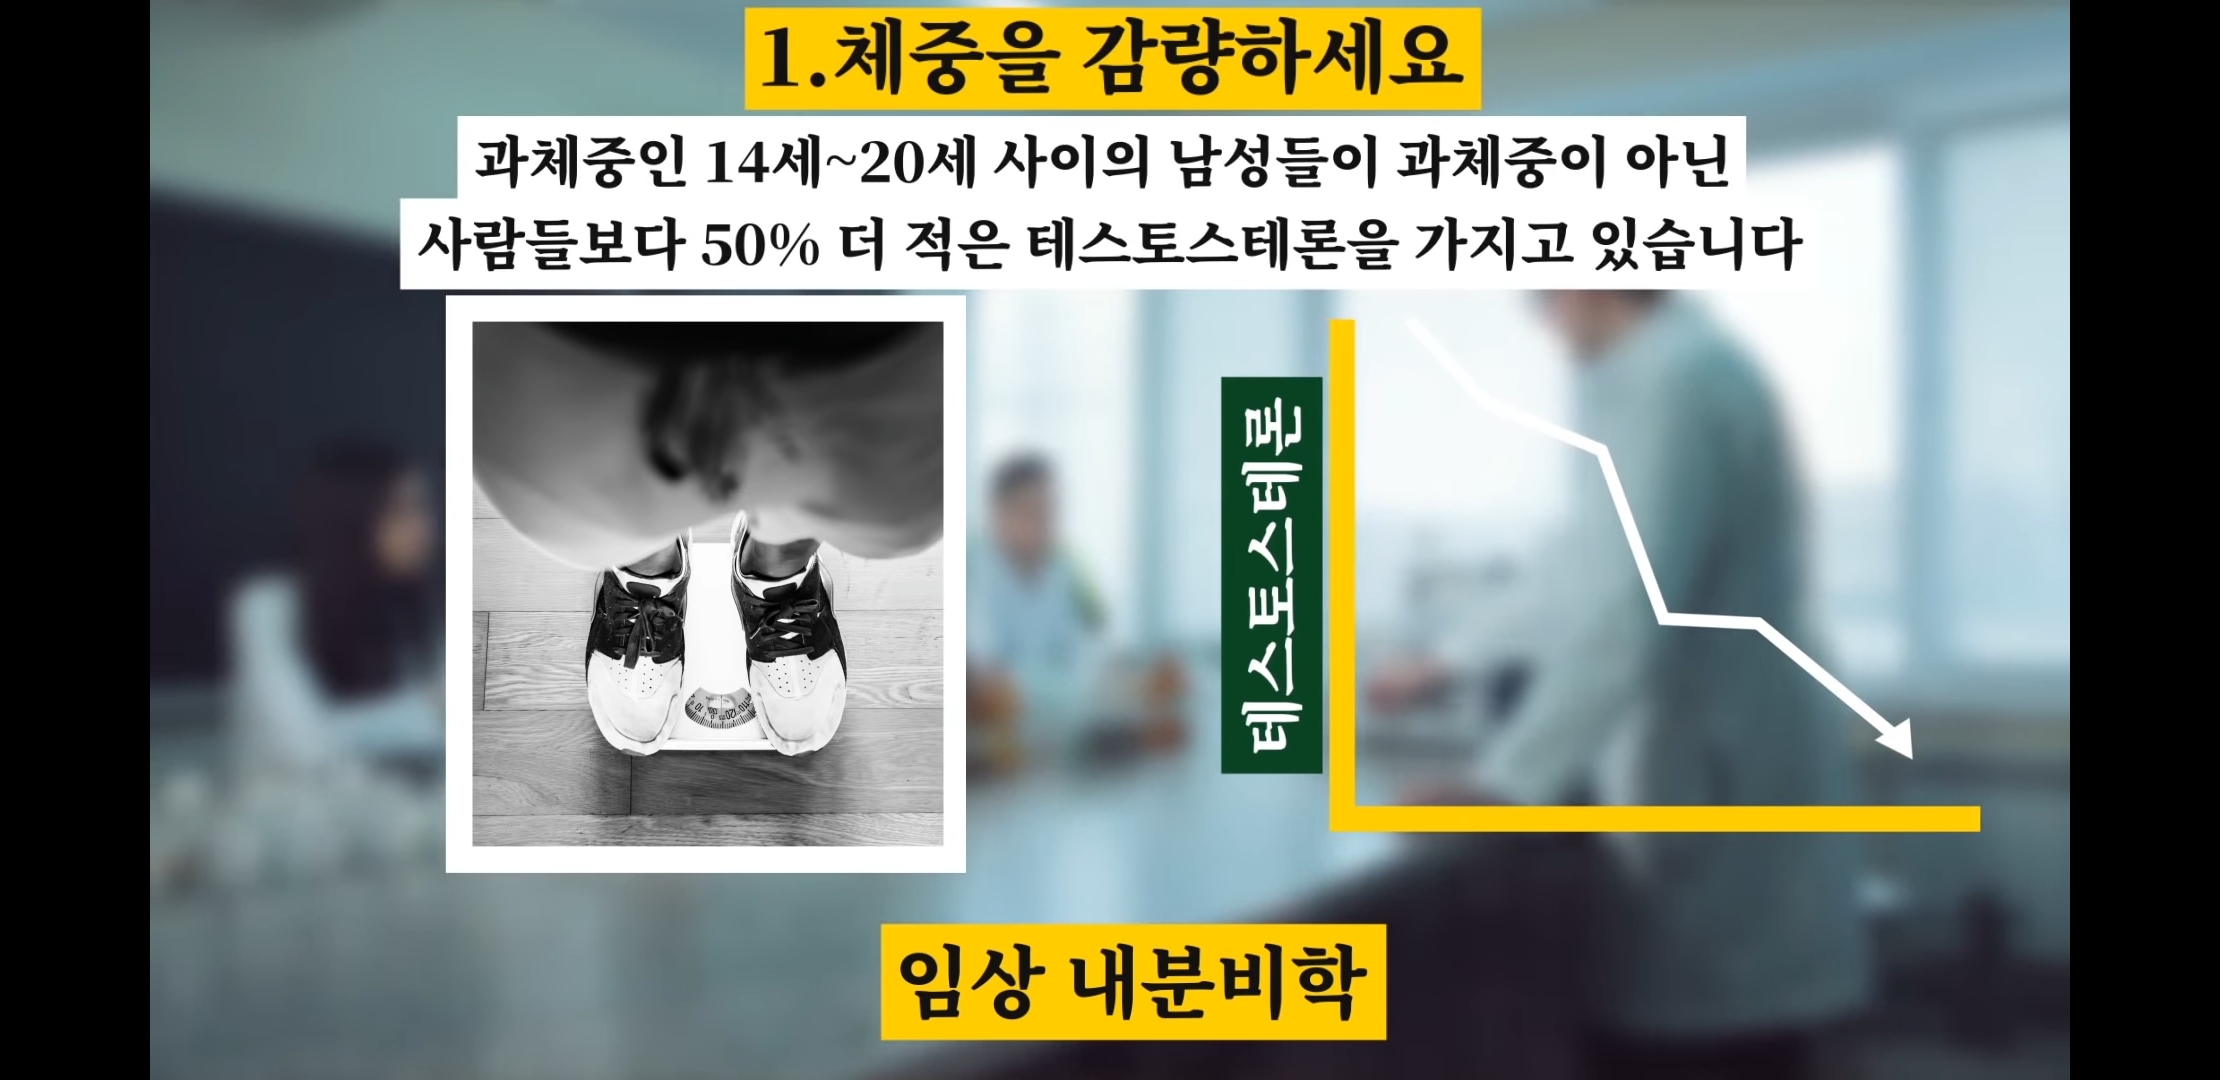 1.체중을 감량하세요
과체중인 14세~20세 사이의 남성들이 과체중이 아닌
사람들보다 50% 더 적은 테스토스테론을 가지고 있습니다
테스토스테론
임상 내분비학